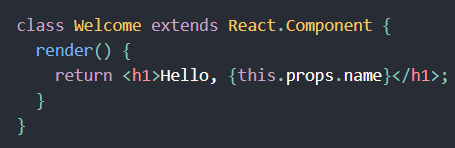 class Welcome extends React.Component {
  render() {
    return <h1>Hello, {this.props.name}</h1>;
  }
}